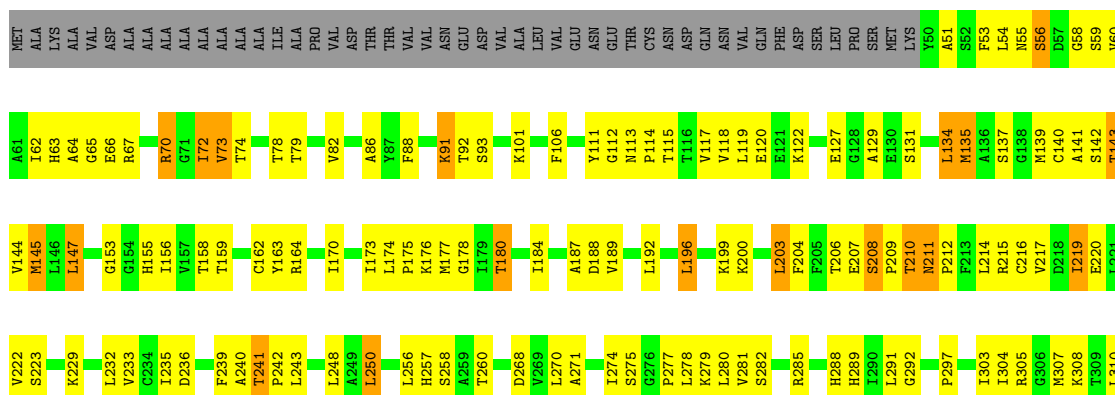 MET ALA LYS ALA ALA VAL ASP ALA ALA ALA ALA ALA ALA ALA ILE ALA ALA PRO VAL ASP THR THR VAL VAL ASN GLU ASP VAL ALA LEU VAL GLU ASN GLU THR CYS ASN ASP GLN ASN VAL GLN PHE ASP SER LEU PRO SER MET LYS Y50 A51 S52 F53 L54 N55 S56 D57 G58 S59 V60
A61 I62 H63 A64 G65 E66 R67 R70 G71 I72 V73 T74 T78 T79 V82 A86 Y87 F88 K91 T92 S93 K101 F106 Y111 G112 N113 P114 T115 T116 V117 V118 L119 E120 E121 K122 E127 G128 A129 E130 S131 L134 M135 A136 S137 G138 M139 C140 A141 S142 T143
V144 M145 L146 L147 G153 G154 H155 I156 V157 T158 T159 C162 Y163 R164 I170 I173 L174 P175 K176 M177 G178 I179 T180 I184 A187 D188 V189 L192 L196 K199 K200 L203 F204 F205 T206 E207 S208 P209 T210 N211 P212 F213 L214 R215 C216 V217 D218 I219 E220 L221
V222 S223 K229 L232 V233 C234 I235 D236 F239 A240 T241 P242 L243 L248 A249 L250 L256 H257 S258 A259 T260 D268 V269 L270 A271 I274 S275 G276 P277 L278 K279 V281 S282 R285 H288 H289 I290 L291 G292 P297 I303 I304 R305 G306 M307 K308 T309 L310